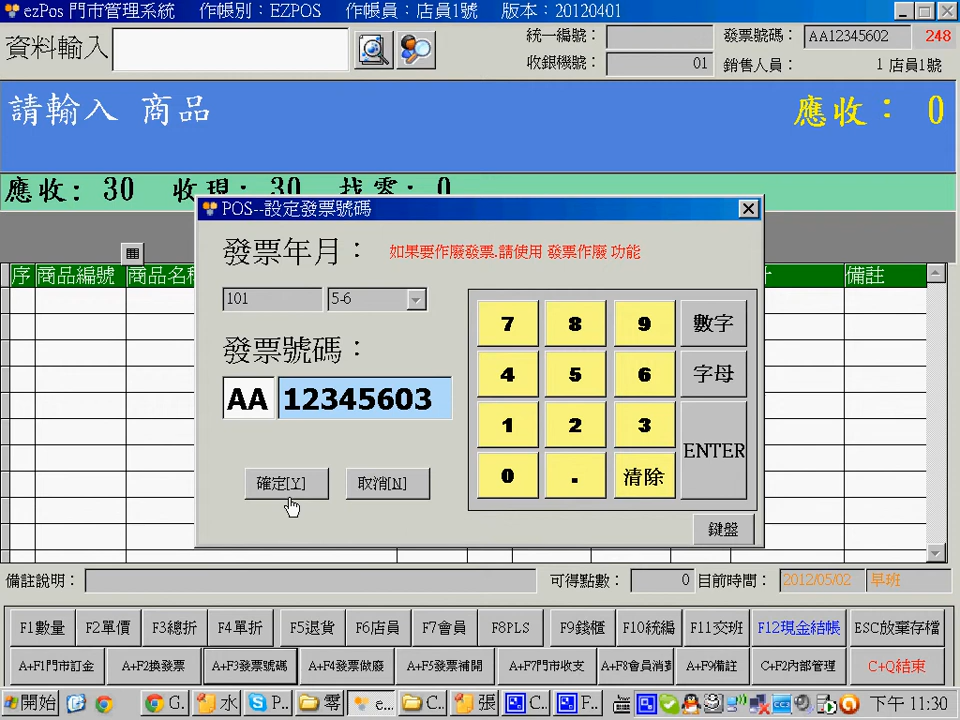 ezPos 門市管理系統 作帳別：EZPOS 作帳員：店員1號 版本：20120401
資料輸入
統一編號：
發票號碼： AA12345602 248
收銀機號： 01
銷售人員： 1 店員1號
請輸入 商品
應收： 0
應收: 30 收現: 30 找零: 0
POS--設定發票號碼
發票年月：
如果要作廢發票.請使用 發票作廢 功能
序 商品編號 商品名稱 備註
101 5-6
發票號碼：
AA 12345603
確定[Y] 取消[N]
7 8 9 數字
4 5 6 字母
1 2 3
ENTER
0 . 清除
鍵盤
備註說明： 可得點數： 0 目前時間： 2012/05/02 早班
F1數量 F2單價 F3總折 F4單折 F5退貨 F6店員 F7會員 F8PLS F9錢櫃 F10統編 F11交班 F12現金結帳 ESC放棄存檔
A+F1門市訂金 A+F2換發票 A+F3發票號碼 A+F4發票做廢 A+F5發票補開 A+F7門市收支 A+F8會員消費 A+F9備註 C+F2內部管理 C+Q結束
開始 G. 水 P.. 零 e... C.. 張 C.. F.. 下午 11:30